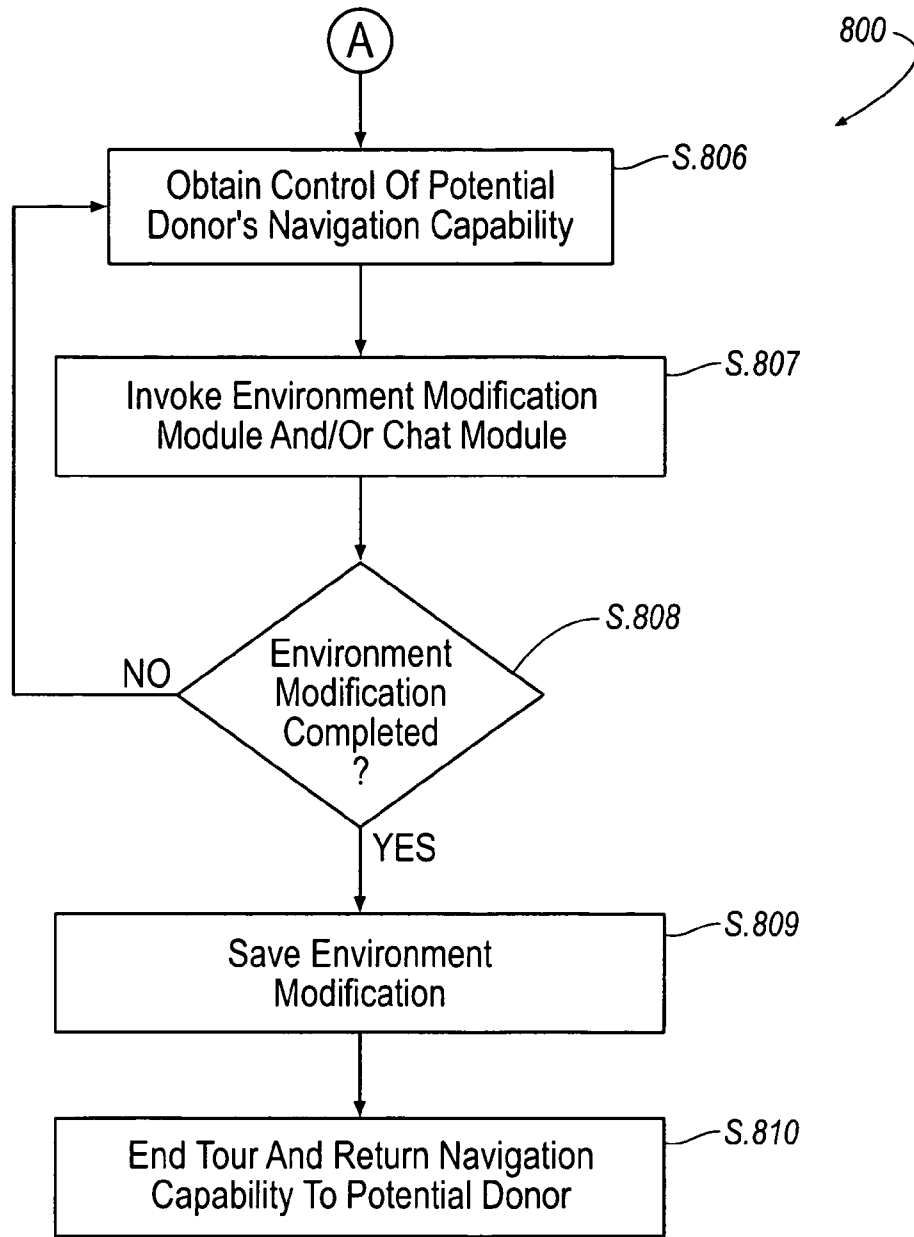 A
800
S.806
Obtain Control Of Potential
Donor's Navigation Capability
S.807
Invoke Environment Modification
Module And/Or Chat Module
S.808
Environment
Modification
Completed
?
NO
YES
S.809
Save Environment
Modification
S.810
End Tour And Return Navigation
Capability To Potential Donor